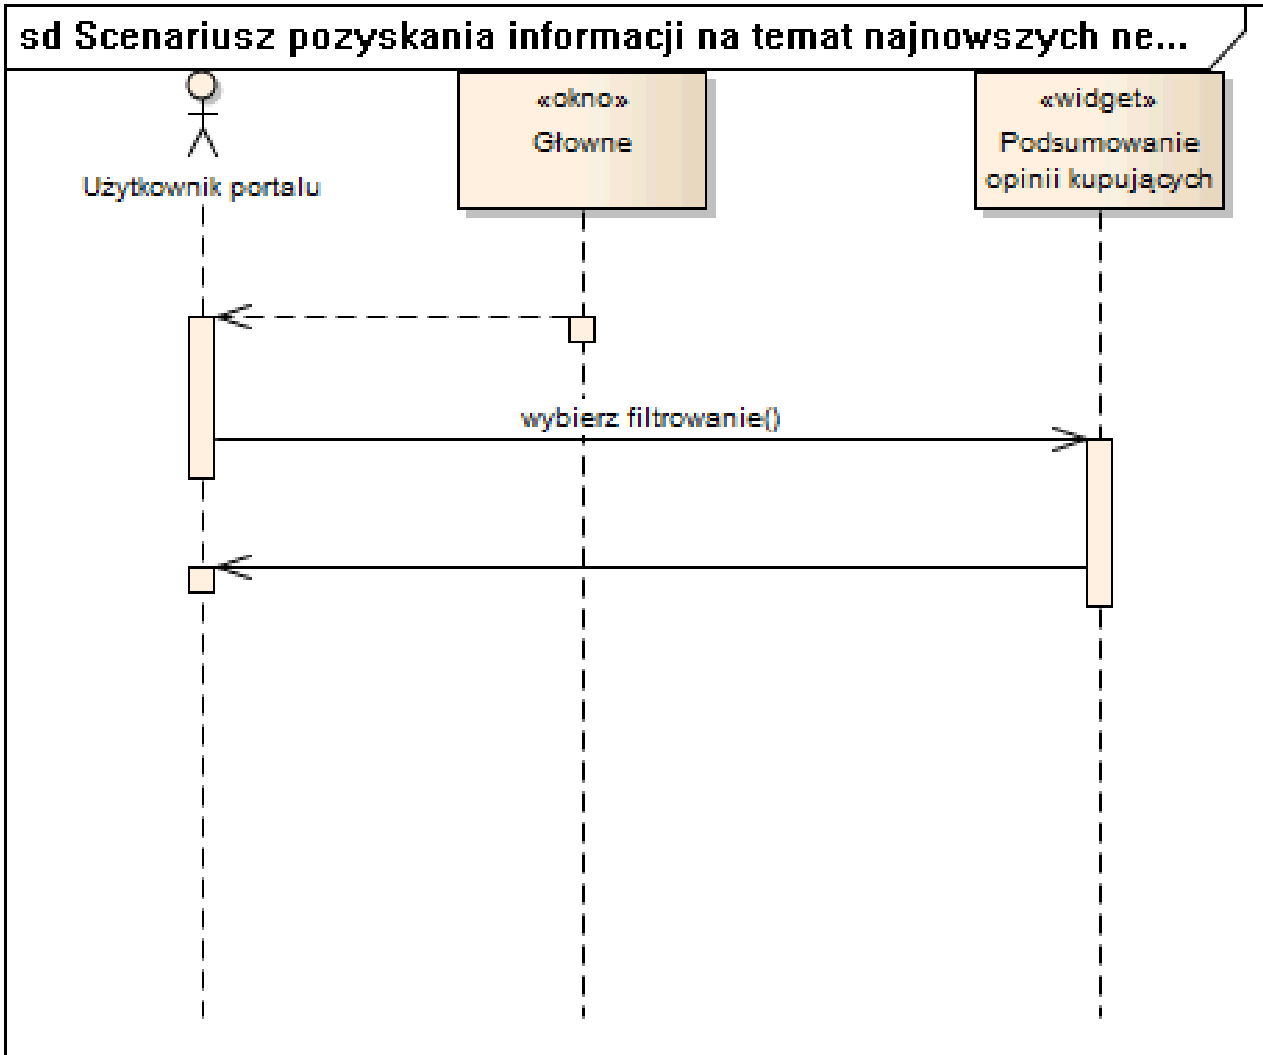 sd Scenariusz pozyskania informacji na temat najnowszych ne...
«okno»
Głowne
«widget»
Podsumowanie
opinii kupujących
Użytkownik portalu
wybierz filtrowanie()